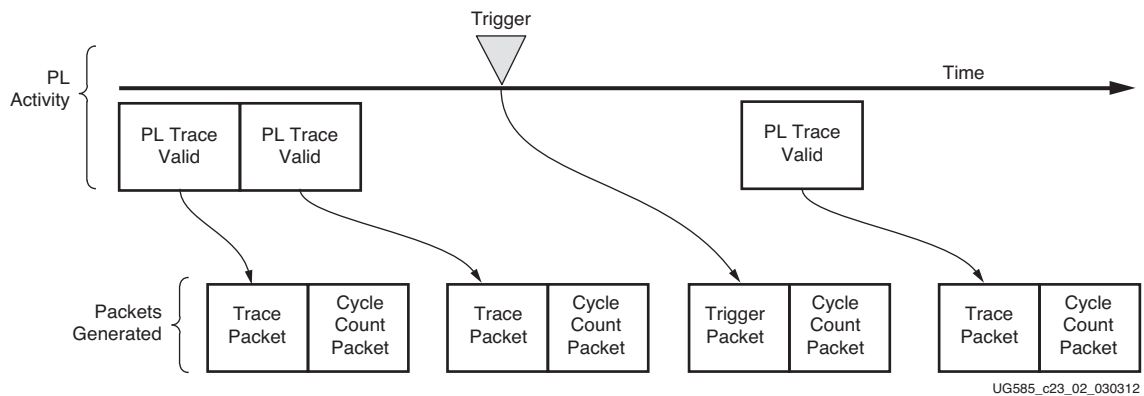 Trigger
PL
Activity
Time
PL Trace
Valid
PL Trace
Valid
PL Trace
Valid
Packets
Generated
Trace
Packet
Cycle
Count
Packet
Trace
Packet
Cycle
Count
Packet
Trigger
Packet
Cycle
Count
Packet
Trace
Packet
Cycle
Count
Packet
UG585_c23_02_030312